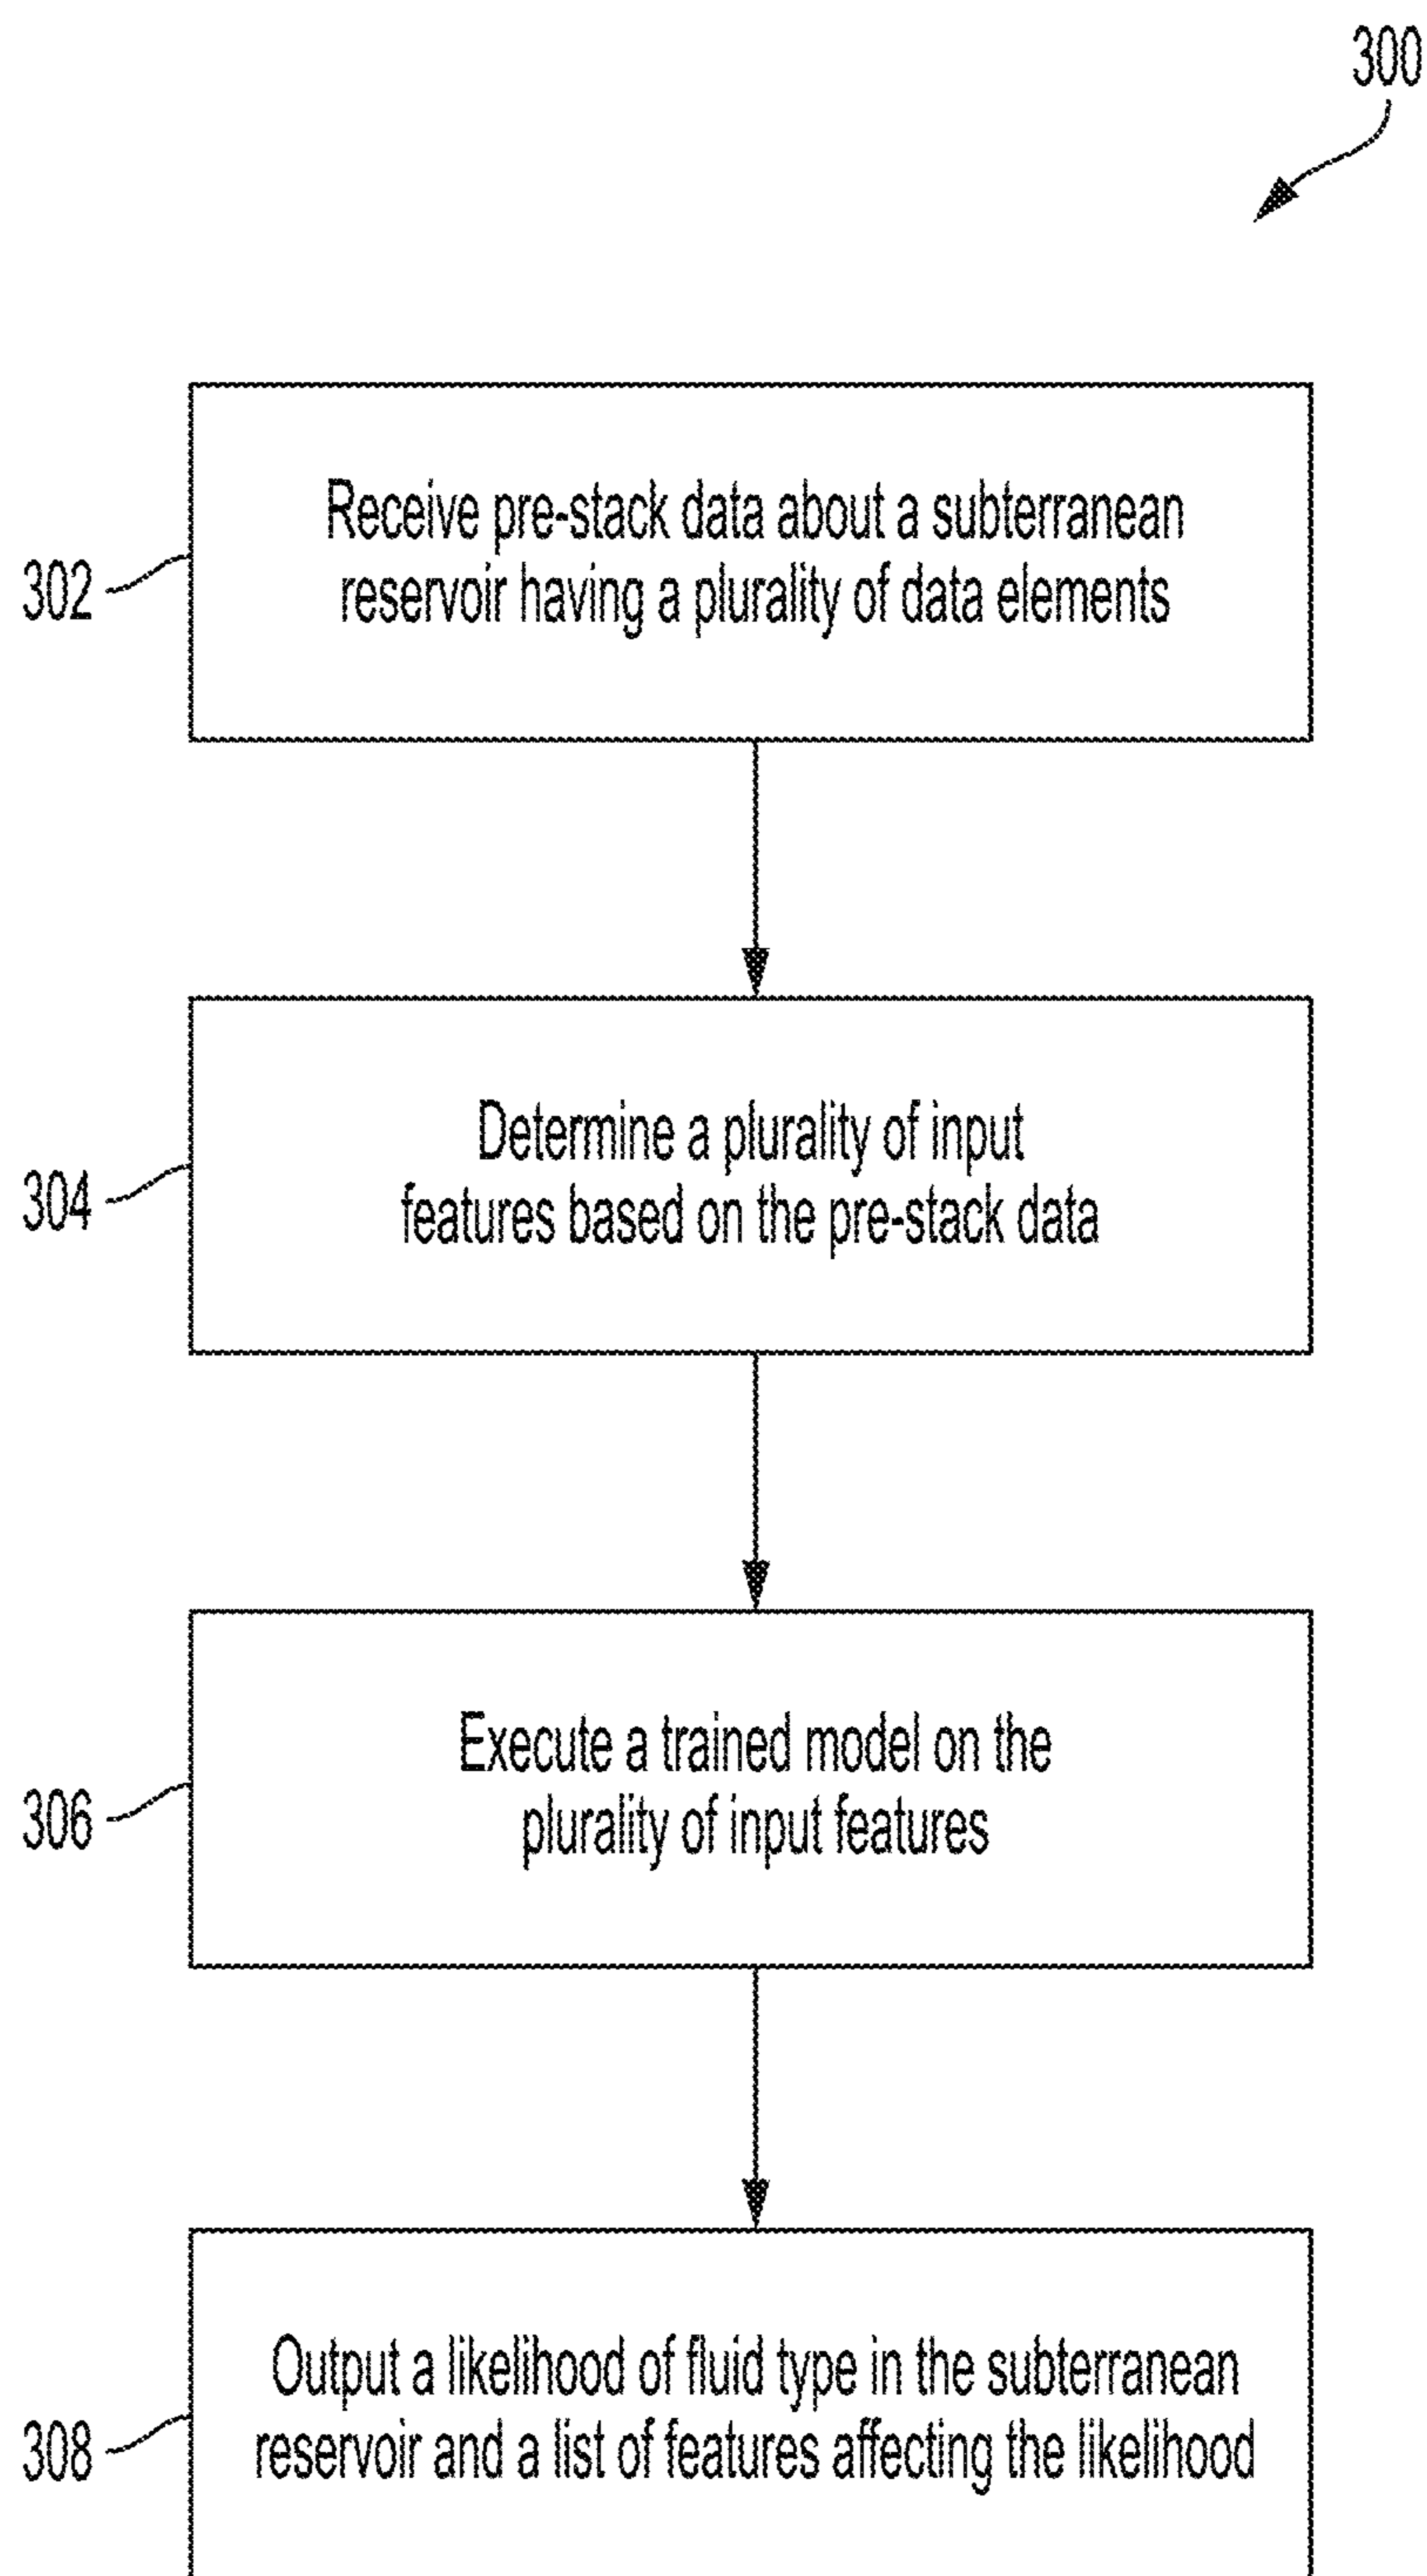 300
302
Receive pre-stack data about a subterranean
reservoir having a plurality of data elements
304
Determine a plurality of input
features based on the pre-stack data
306
Execute a trained model on the
plurality of input features
308
Output a likelihood of fluid type in the subterranean
reservoir and a list of features affecting the likelihood